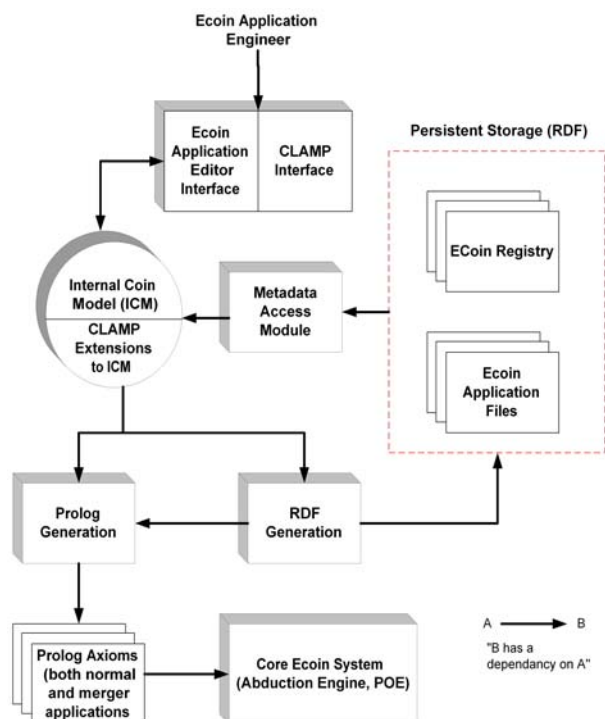 Ecoin Application
Engineer
Ecoin
Application
Editor
Interface
CLAMP
Interface
Persistent Storage (RDF)
ECoin Registry
Internal Coin
Model (ICM)
CLAMP
Extensions
to ICM
Metadata
Access
Module
Ecoin
Application
Files
Prolog
Generation
RDF
Generation
A
B
"B has a
dependancy on A"
Prolog Axioms
(both normal
and merger
applications
Core Ecoin System
(Abduction Engine, POE)